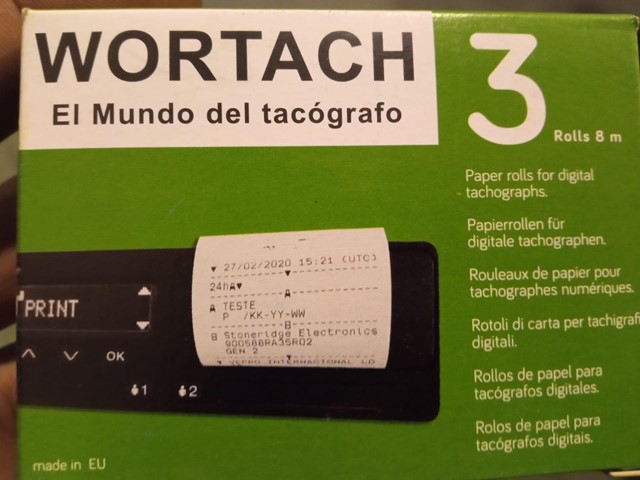 WORTACH
El Mundo del tacógrafo
3
Rolls 8 m
Paper rolls for digital
tachographs.
Papierrollen für
digitale tachographen.
Rouleaux de papier pour
tachographes numériques.
Rotoli di carta per tachigrafi
digitali.
Rollos de papel para
tacógrafos digitales.
Rolos de papel para
tacógrafos digitais.
▼ 27/02/2020 15:21 (UTC)
24h
TESTE
P /KK-YY-WW
Stoneridge Electronics
900588RA35R02
GEN 2
INTERNACIONAL LD
PRINT
OK
1
2
made in EU